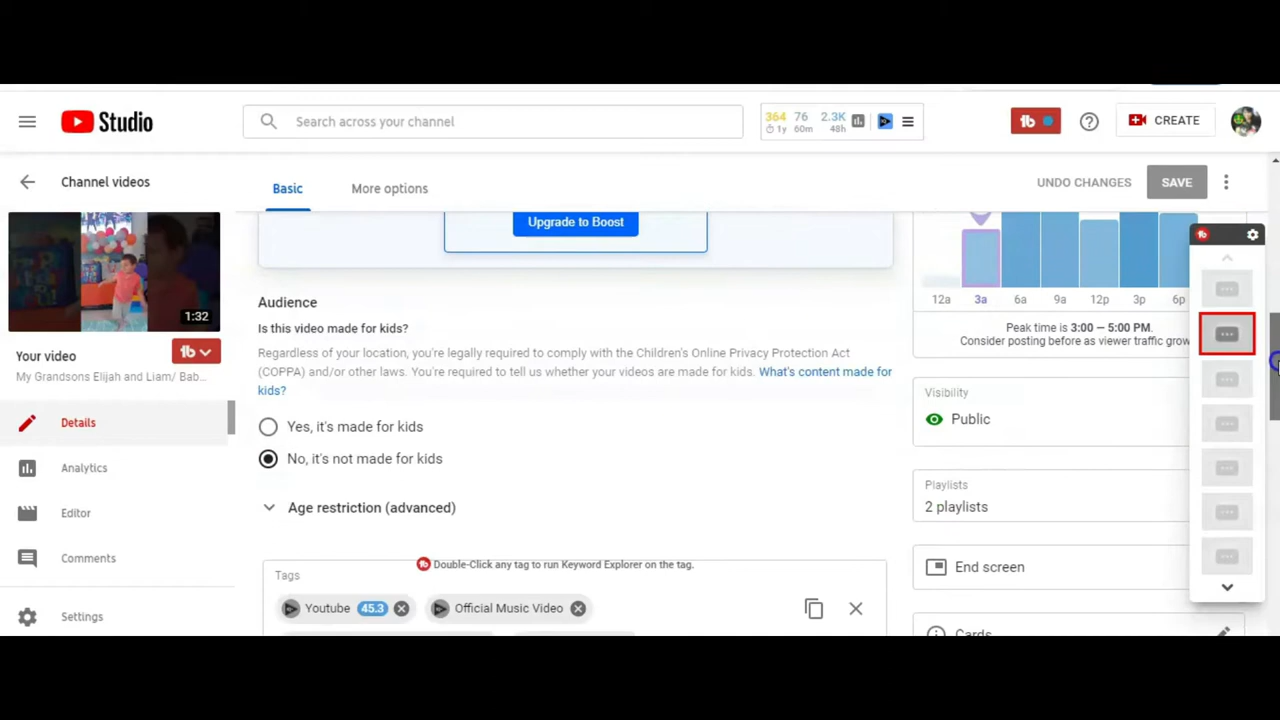 Studio
Search across your channel
364 76 2.3K
1y 60m 48h
CREATE
Channel videos
Basic
More options
UNDO CHANGES
SAVE
Upgrade to Boost
1:32
Your video
My Grandsons Elijah and Liam/ Bab...
Details
Analytics
Editor
Comments
Settings
Audience
Is this video made for kids?
Regardless of your location, you're legally required to comply with the Children's Online Privacy Protection Act
(COPPA) and/or other laws. You're required to tell us whether your videos are made for kids. What's content made for
kids?
Yes, it's made for kids
No, it's not made for kids
Age restriction (advanced)
Double-Click any tag to run Keyword Explorer on the tag.
Tags
Youtube 45.3
Official Music Video
12a 3a 6a 9a 12p 3p 6p
Peak time is 3:00 — 5:00 PM.
Consider posting before as viewer traffic grow
Visibility
Public
Playlists
2 playlists
End screen
Cards